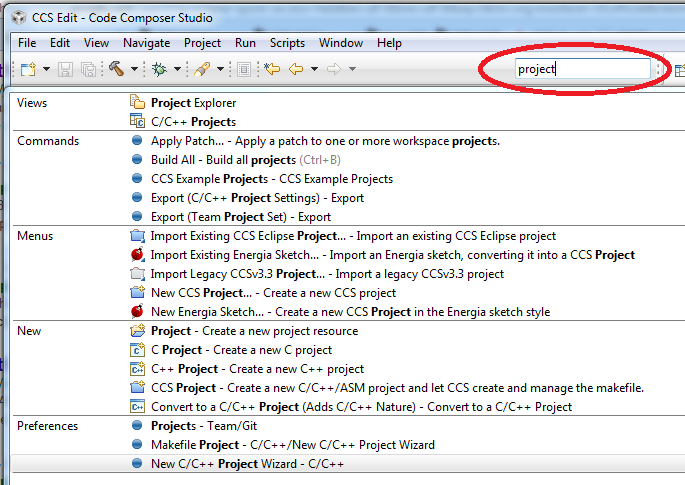 CCS Edit - Code Composer Studio
File Edit View Navigate Project Run Scripts Window Help
project
Views Project Explorer
C/C++ Projects
Commands Apply Patch... - Apply a patch to one or more workspace projects.
Build All - Build all projects (Ctrl+B)
CCS Example Projects - CCS Example Projects
Export (C/C++ Project Settings) - Export
Export (Team Project Set) - Export
Menus Import Existing CCS Eclipse Project... - Import an existing CCS Eclipse project
Import Existing Energia Sketch... - Import an Energia sketch, converting it into a CCS Project
Import Legacy CCSv3.3 Project... - Import a legacy CCSv3.3 project
New CCS Project... - Create a new CCS project
New Energia Sketch... - Create a new CCS Project in the Energia sketch style
New Project - Create a new project resource
C Project - Create a new C project
C++ Project - Create a new C++ project
CCS Project - Create a new C/C++/ASM project and let CCS create and manage the makefile.
Convert to a C/C++ Project (Adds C/C++ Nature) - Convert to a C/C++ Project
Preferences Projects - Team/Git
Makefile Project - C/C++/New C/C++ Project Wizard
New C/C++ Project Wizard - C/C++